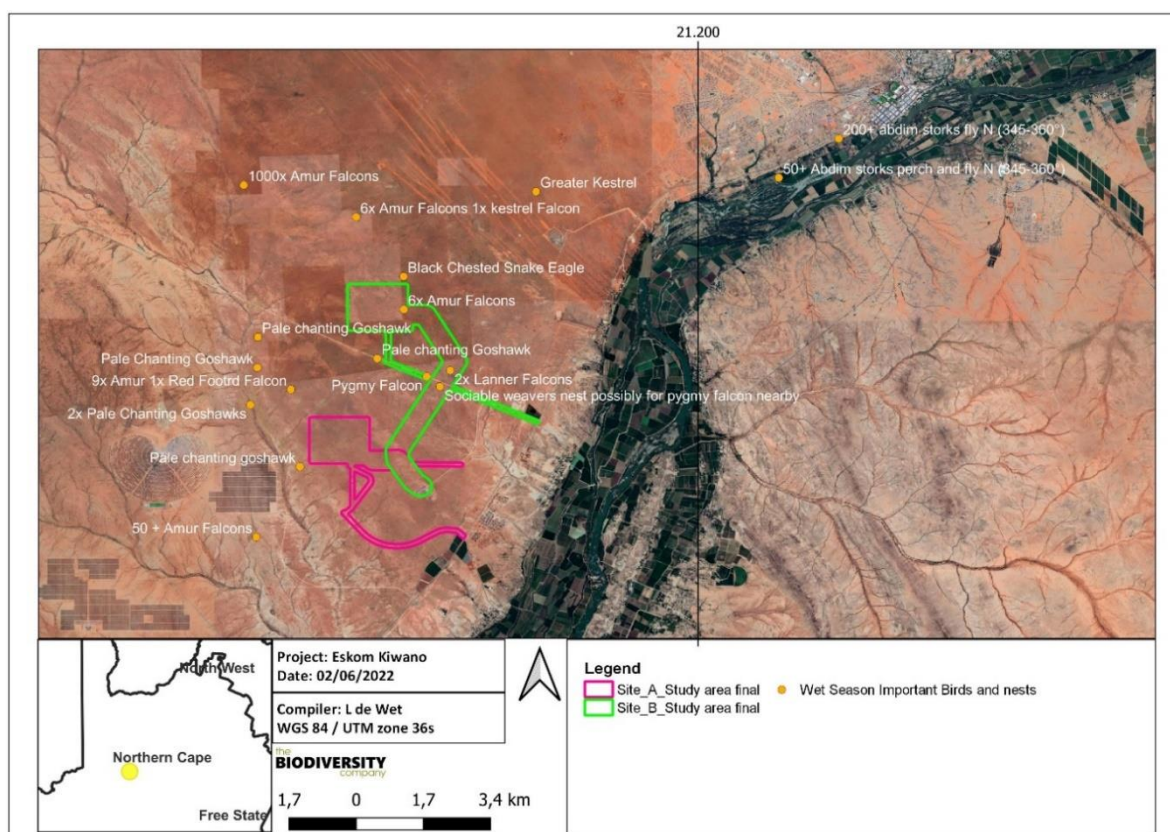 21.200
200+ abdim storks fly N (345-360°)
50+ Abdim storks perch and fly N (345-360°)
1000x Amur Falcons
Greater Kestrel
6x Amur Falcons 1x kestrel Falcon
Black Chested Snake Eagle
6x Amur Falcons
Pale chanting Goshawk
Pale chanting Goshawk
Pale Chanting Goshawk
2x Lanner Falcons
9x Amur 1x Red Footrd Falcon
Pygmy Falcon
Sociable weavers nest possibly for pygmy falcon nearby
2x Pale Chanting Goshawks
Pale chanting goshawk
50 + Amur Falcons
North West
Northern Cape
Free State
Project: Eskom Kiwano
Date: 02/06/2022
Compiler: L de Wet
WGS 84 / UTM zone 36s
the
BIODIVERSITY
company
1,7 0 1,7 3,4 km
Legend
Site_A_Study area final
Site_B_Study area final
Wet Season Important Birds and nests